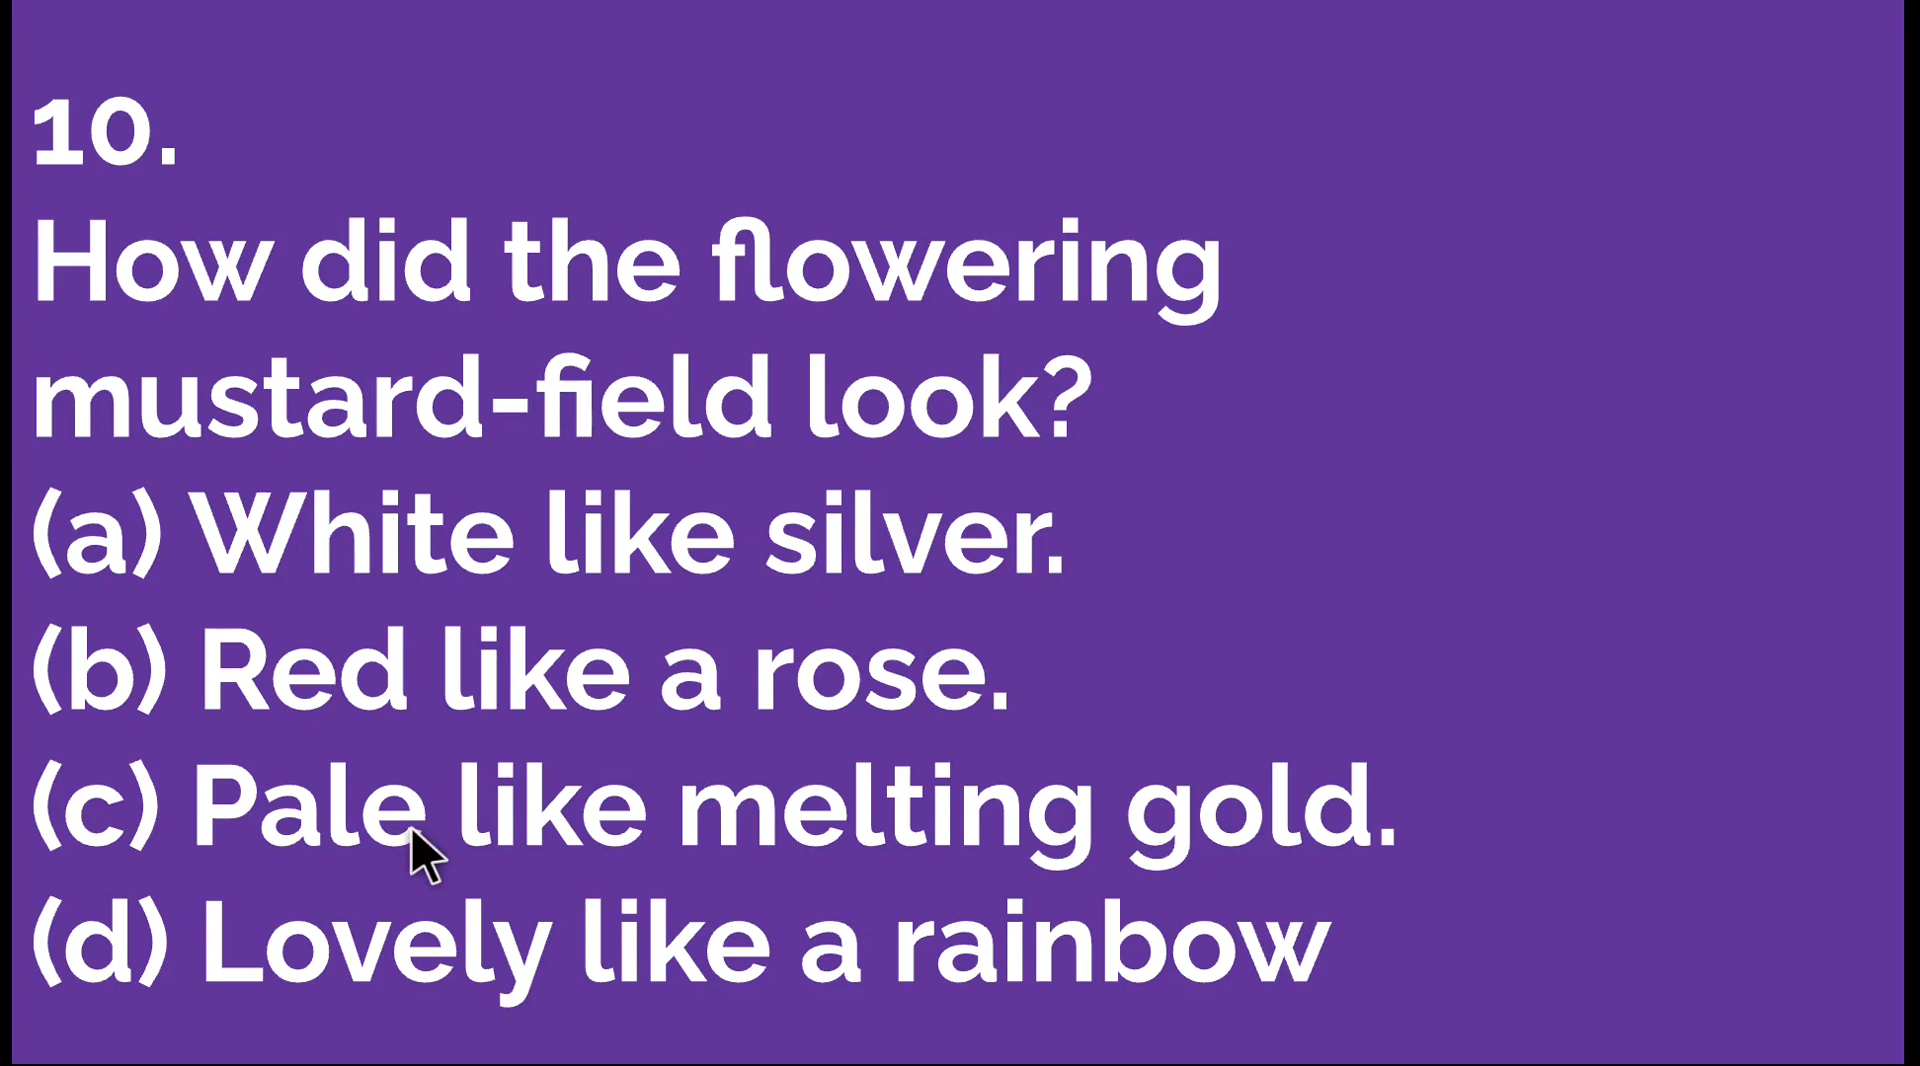 10.
How did the flowering
mustard-field look?
(a) White like silver.
(b) Red like a rose.
(c) Pale like melting gold.
(d) Lovely like a rainbow